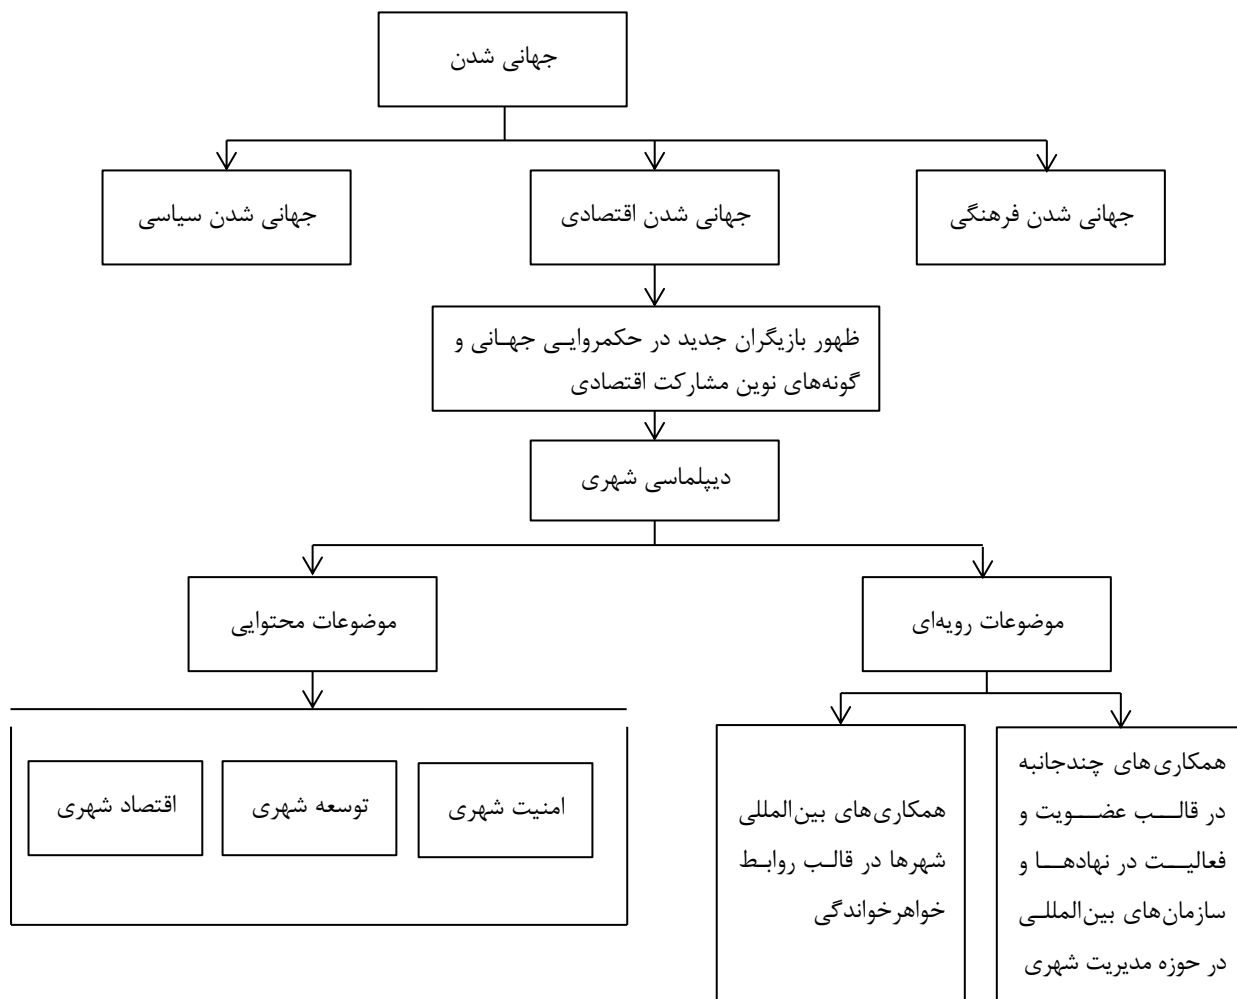 جهانی شدن
جهانی شدن فرهنگی
جهانی شدن اقتصادی
جهانی شدن سیاسی
ظهور بازیگران جدید در حکمروایی جهانی و
گونه‌های نوین مشارکت اقتصادی
دیپلماسی شهری
موضوعات رویه‌ای
موضوعات محتوایی
همکاری‌های چندجانبه
در قالب عضویت و
فعالیت در نهادها و
سازمان‌های بین‌المللی
در حوزه مدیریت شهری
همکاری‌های بین‌المللی
شهرها در قالب روابط
خواهرخواندگی
امنیت شهری
توسعه شهری
اقتصاد شهری